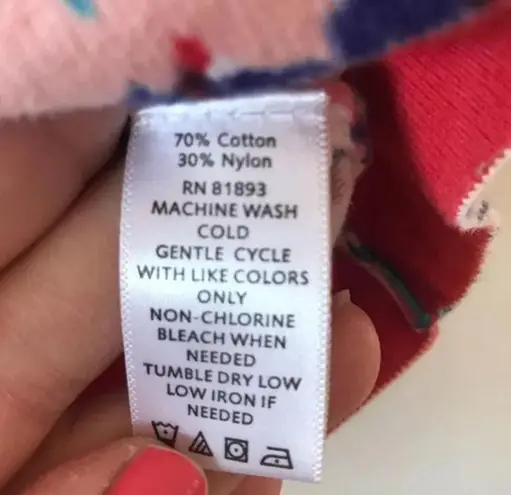 70% Cotton
30% Nylon
RN 81893
MACHINE WASH
COLD
GENTLE CYCLE
WITH LIKE COLORS
ONLY
NON-CHLORINE
BLEACH WHEN
NEEDED
TUMBLE DRY LOW
LOW IRON IF
NEEDED